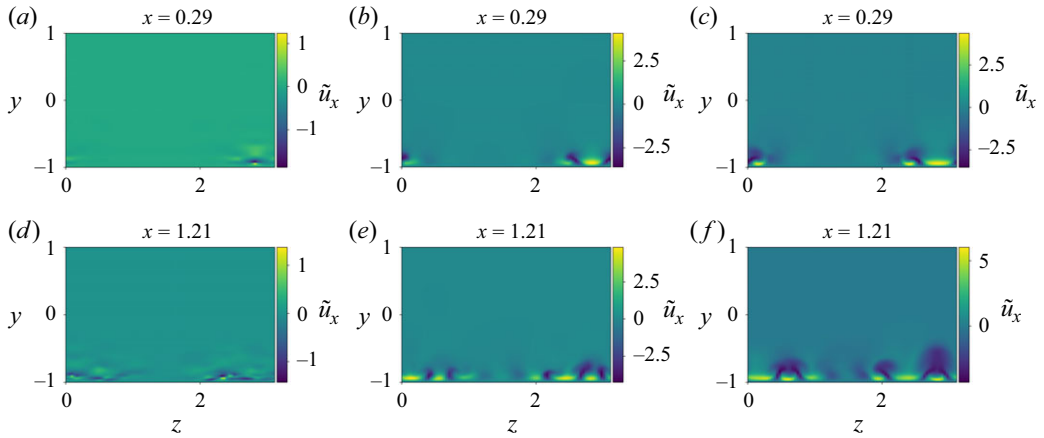 (a) x = 0.29
(b) x = 0.29
(c) x = 0.29
1 1
y 0 0 ũx
–1
–1
0 2
1 2.5
y 0 0 ũx
–2.5
–1
0 2
1 2.5
y 0 0 ũx
–2.5
–1
0 2
(d) x = 1.21
(e) x = 1.21
(f) x = 1.21
1 1
y 0 0 ũx
–1
–1
0 2
z
1 2.5
y 0 0 ũx
–2.5
–1
0 2
z
1 5
y 0 0 ũx
–1
0 2
z